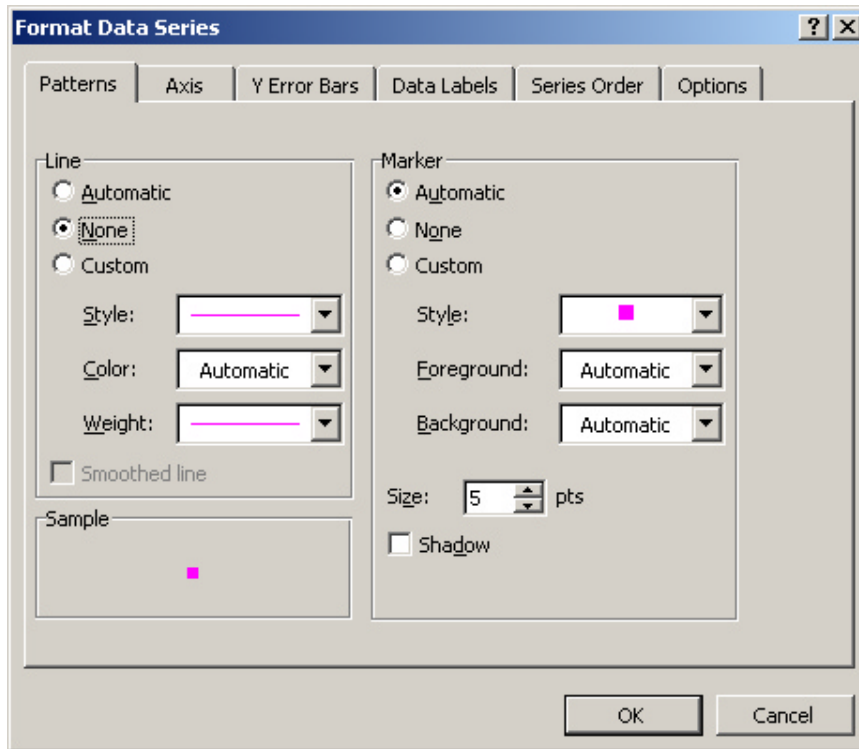 Format Data Series
Patterns Axis Y Error Bars Data Labels Series Order Options
Line
Automatic
None
Custom
Style:
Color: Automatic
Weight:
Smoothed line
Sample
Marker
Automatic
None
Custom
Style:
Foreground: Automatic
Background: Automatic
Size: 5 pts
Shadow
OK Cancel